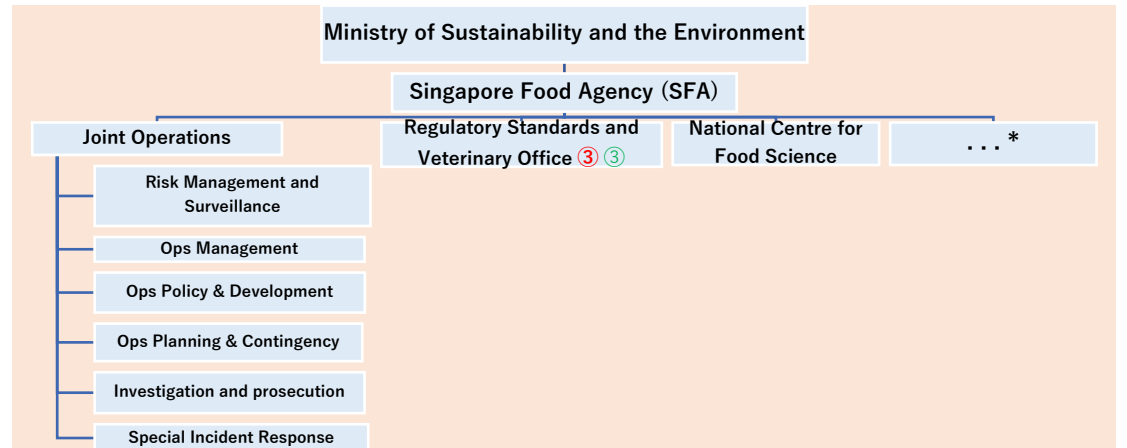 Ministry of Sustainability and the Environment
Singapore Food Agency (SFA)
Joint Operations
Regulatory Standards and
Veterinary Office ③ ③
National Centre for
Food Science
...*
Risk Management and
Surveillance
Ops Management
Ops Policy & Development
Ops Planning & Contingency
Investigation and prosecution
Special Incident Response